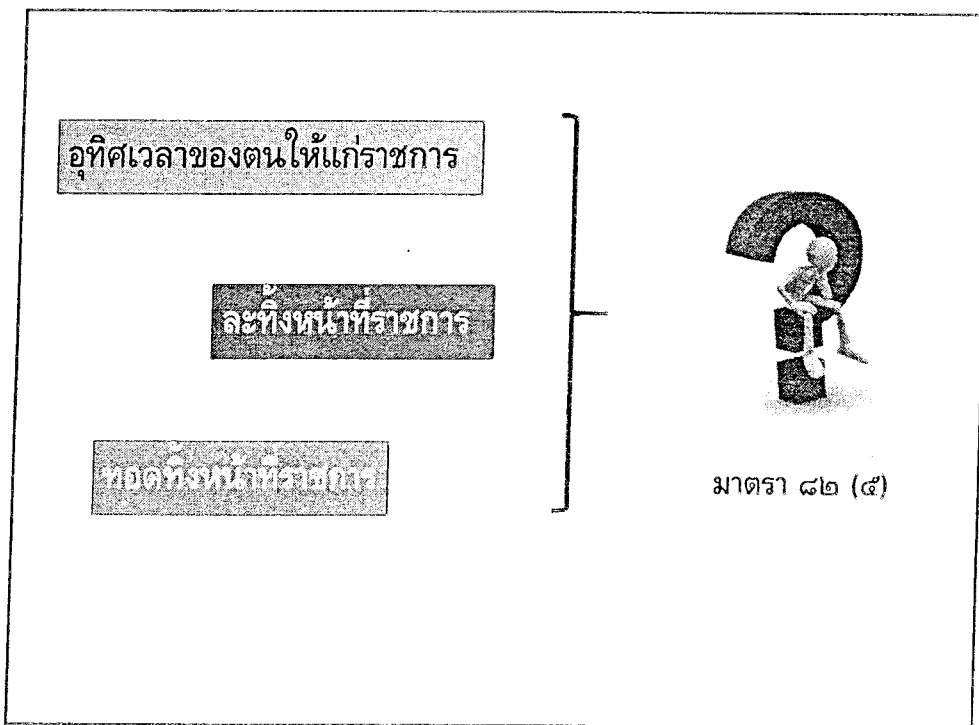 อุทิศเวลาของตนให้แก่ราชการ
ละทิ้งหน้าที่ราชการ
ทอดทิ้งหน้าที่ราชการ
มาตรา ๘๒ (๕)